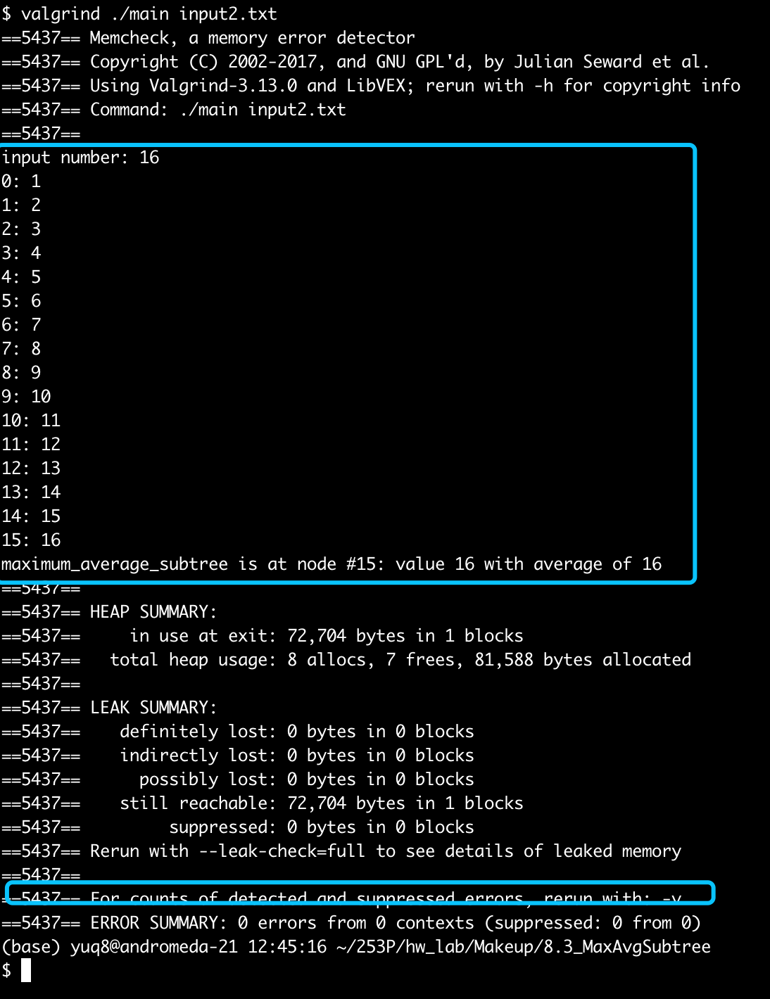 $ valgrind ./main input2.txt
==5437== Memcheck, a memory error detector
==5437== Copyright (C) 2002-2017, and GNU GPL'd, by Julian Seward et al.
==5437== Using Valgrind-3.13.0 and LibVEX; rerun with -h for copyright info
==5437== Command: ./main input2.txt
==5437==
input number: 16
0: 1
1: 2
2: 3
3: 4
4: 5
5: 6
6: 7
7: 8
8: 9
9: 10
10: 11
11: 12
12: 13
13: 14
14: 15
15: 16
maximum_average_subtree is at node #15: value 16 with average of 16
==5437==
==5437== HEAP SUMMARY:
==5437==     in use at exit: 72,704 bytes in 1 blocks
==5437==   total heap usage: 8 allocs, 7 frees, 81,588 bytes allocated
==5437==
==5437== LEAK SUMMARY:
==5437==    definitely lost: 0 bytes in 0 blocks
==5437==    indirectly lost: 0 bytes in 0 blocks
==5437==      possibly lost: 0 bytes in 0 blocks
==5437==    still reachable: 72,704 bytes in 1 blocks
==5437==         suppressed: 0 bytes in 0 blocks
==5437== Rerun with --leak-check=full to see details of leaked memory
==5437==
==5437== For counts of detected and suppressed errors, rerun with: -v
==5437== ERROR SUMMARY: 0 errors from 0 contexts (suppressed: 0 from 0)
(base) yuq8@andromeda-21 12:45:16 ~/253P/hw_lab/Makeup/8.3_MaxAvgSubtree
$